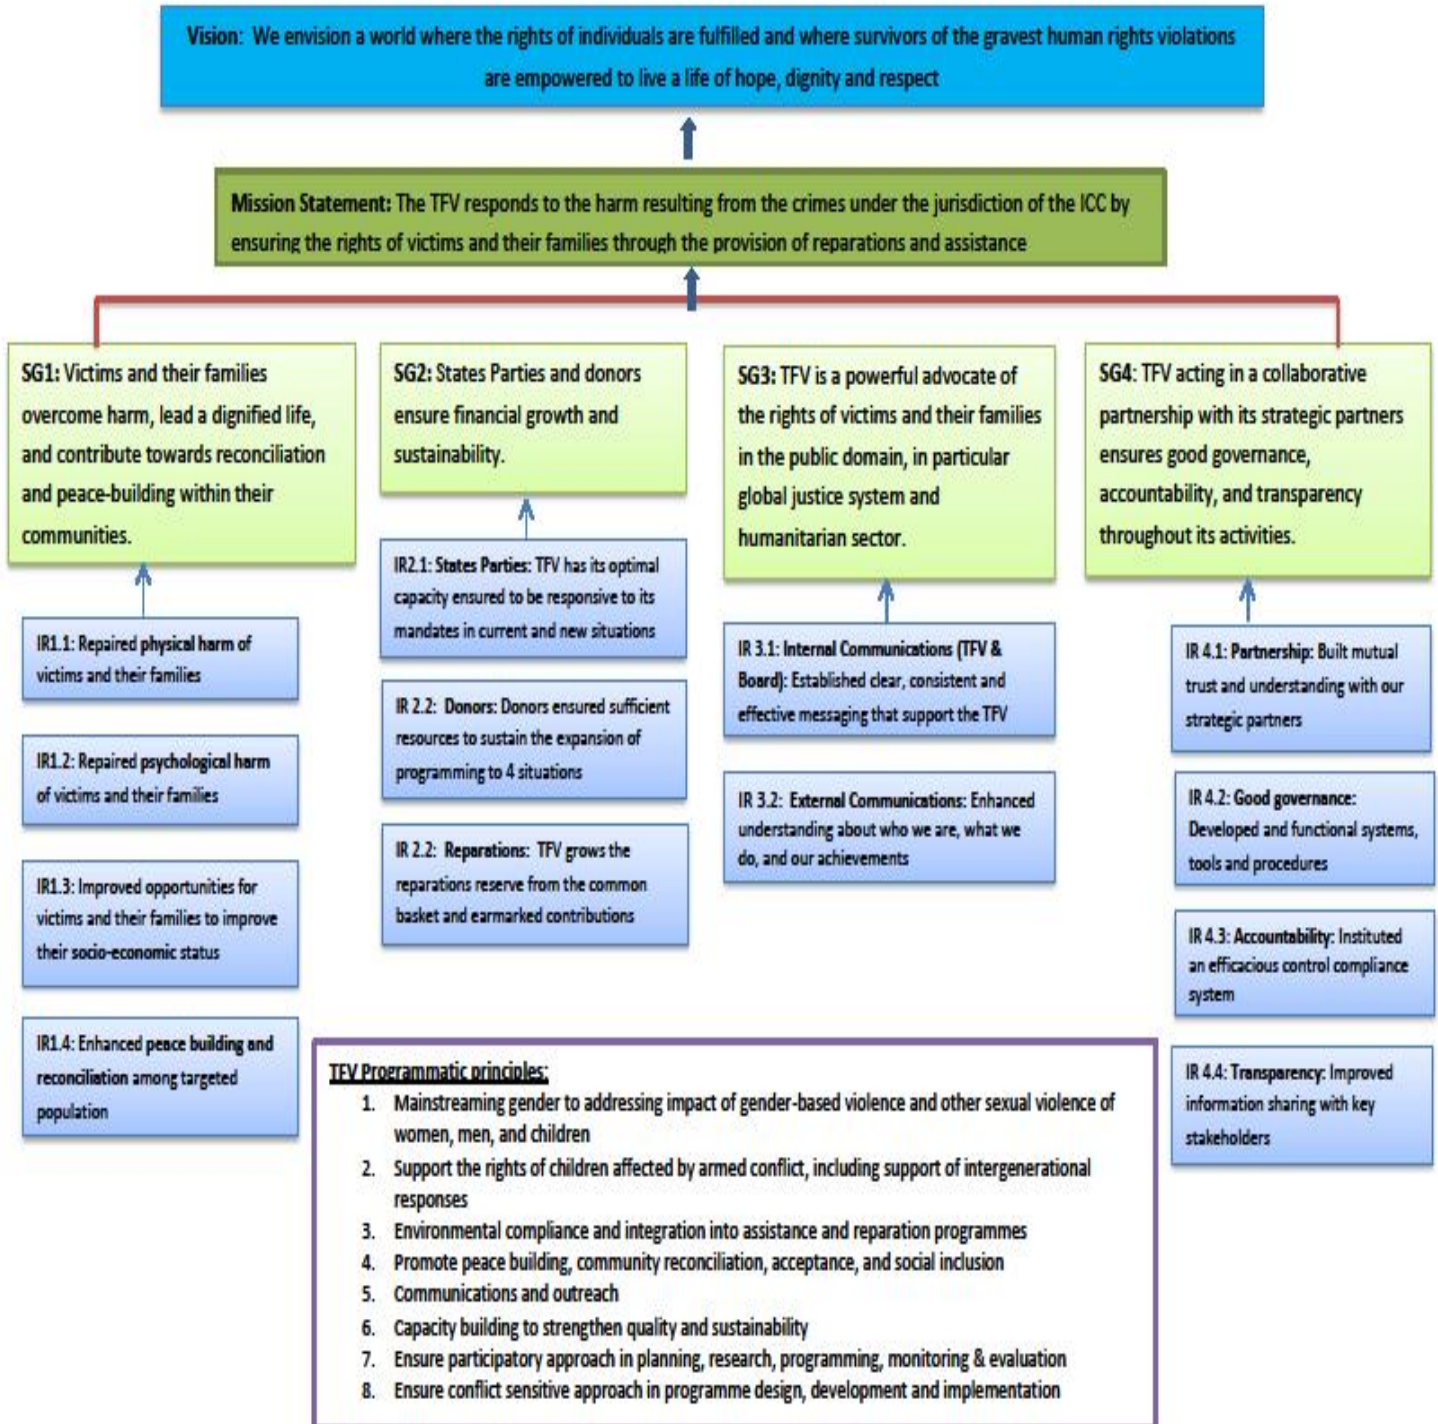 Vision: We envision a world where the rights of individuals are fulfilled and where survivors of the gravest human rights violations
are empowered to live a life of hope, dignity and respect
Mission Statement: The TFV responds to the harm resulting from the crimes under the jurisdiction of the ICC by
ensuring the rights of victims and their families through the provision of reparations and assistance
SG1: Victims and their families
overcome harm, lead a dignified life,
and contribute towards reconciliation
and peace-building within their
communities.
IR1.1: Repaired physical harm of
victims and their families
IR1.2: Repaired psychological harm
of victims and their families
IR1.3: Improved opportunities for
victims and their families to improve
their socio-economic status
IR1.4: Enhanced peace building and
reconciliation among targeted
population
SG2: States Parties and donors
ensure financial growth and
sustainability.
IR2.1: States Parties: TFV has its optimal
capacity ensured to be responsive to its
mandates in current and new situations
IR 2.2: Donors: Donors ensured sufficient
resources to sustain the expansion of
programming to 4 situations
IR 2.2: Reparations: TFV grows the
reparations reserve from the common
basket and earmarked contributions
SG3: TFV is a powerful advocate of
the rights of victims and their families
in the public domain, in particular
global justice system and
humanitarian sector.
IR 3.1: Internal Communications (TFV &
Board): Established clear, consistent and
effective messaging that support the TFV
IR 3.2: External Communications: Enhanced
understanding about who we are, what we
do, and our achievements
SG4: TFV acting in a collaborative
partnership with its strategic partners
ensures good governance,
accountability, and transparency
throughout its activities.
IR 4.1: Partnership: Built mutual
trust and understanding with our
strategic partners
IR 4.2: Good governance:
Developed and functional systems,
tools and procedures
IR 4.3: Accountability: Instituted
an efficacious control compliance
system
IR 4.4: Transparency: Improved
information sharing with key
stakeholders
TFV Programmatic principles:
1. Mainstreaming gender to addressing impact of gender-based violence and other sexual violence of
women, men, and children
2. Support the rights of children affected by armed conflict, including support of intergenerational
responses
3. Environmental compliance and integration into assistance and reparation programmes
4. Promote peace building, community reconciliation, acceptance, and social inclusion
5. Communications and outreach
6. Capacity building to strengthen quality and sustainability
7. Ensure participatory approach in planning, research, programming, monitoring & evaluation
8. Ensure conflict sensitive approach in programme design, development and implementation